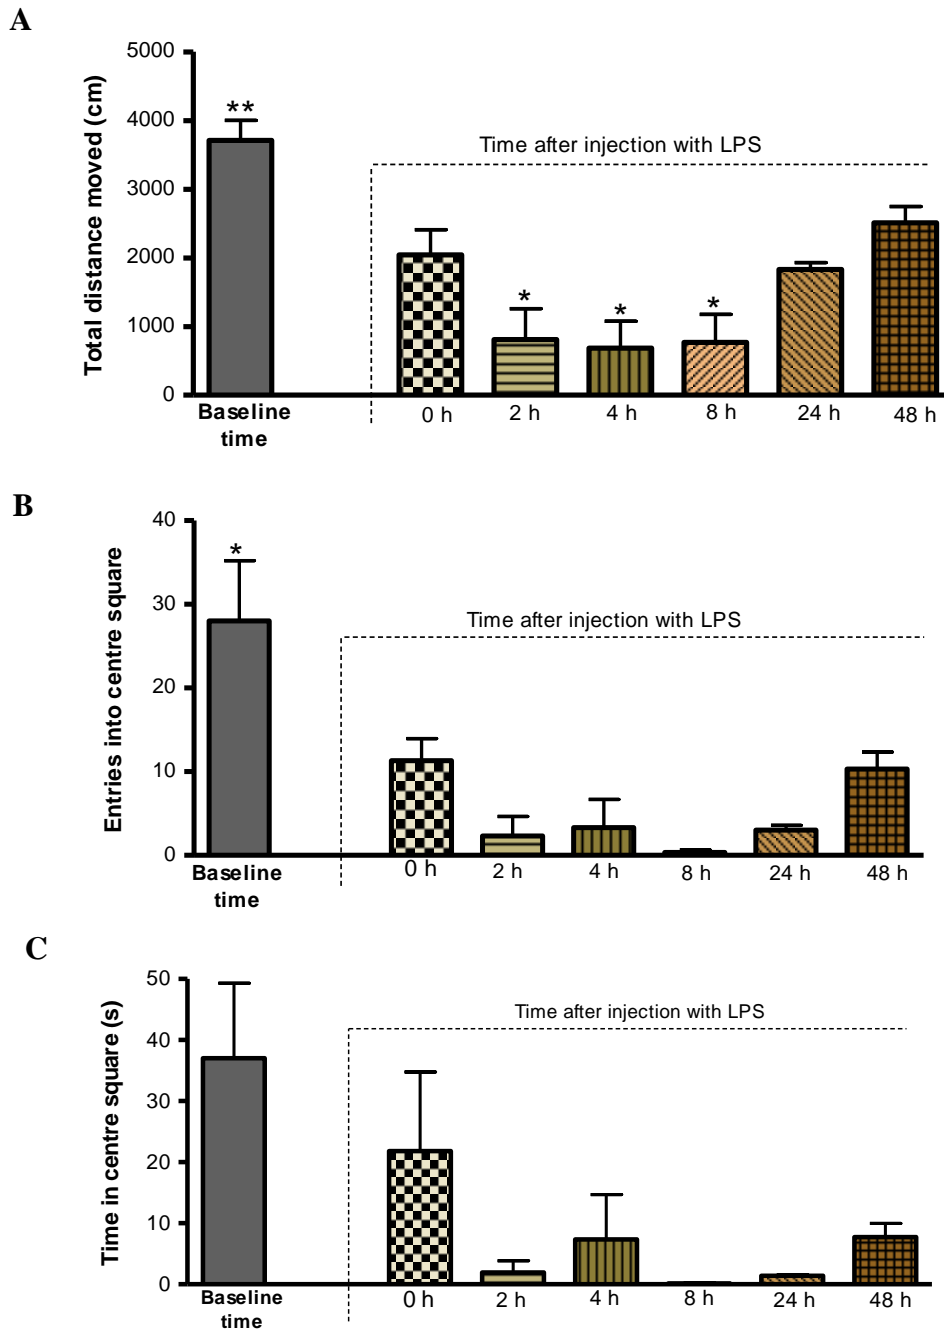 A
Total distance moved (cm)
5000
4000
3000
2000
1000
0
**
Time after injection with LPS
*
*
*
Baseline
time
0 h
2 h
4 h
8 h
24 h
48 h
B
Entries into centre square
40
30
20
10
0
*
Time after injection with LPS
Baseline
time
0 h
2 h
4 h
8 h
24 h
48 h
C
Time in centre square (s)
50
40
30
20
10
0
Time after injection with LPS
Baseline
time
0 h
2 h
4 h
8 h
24 h
48 h